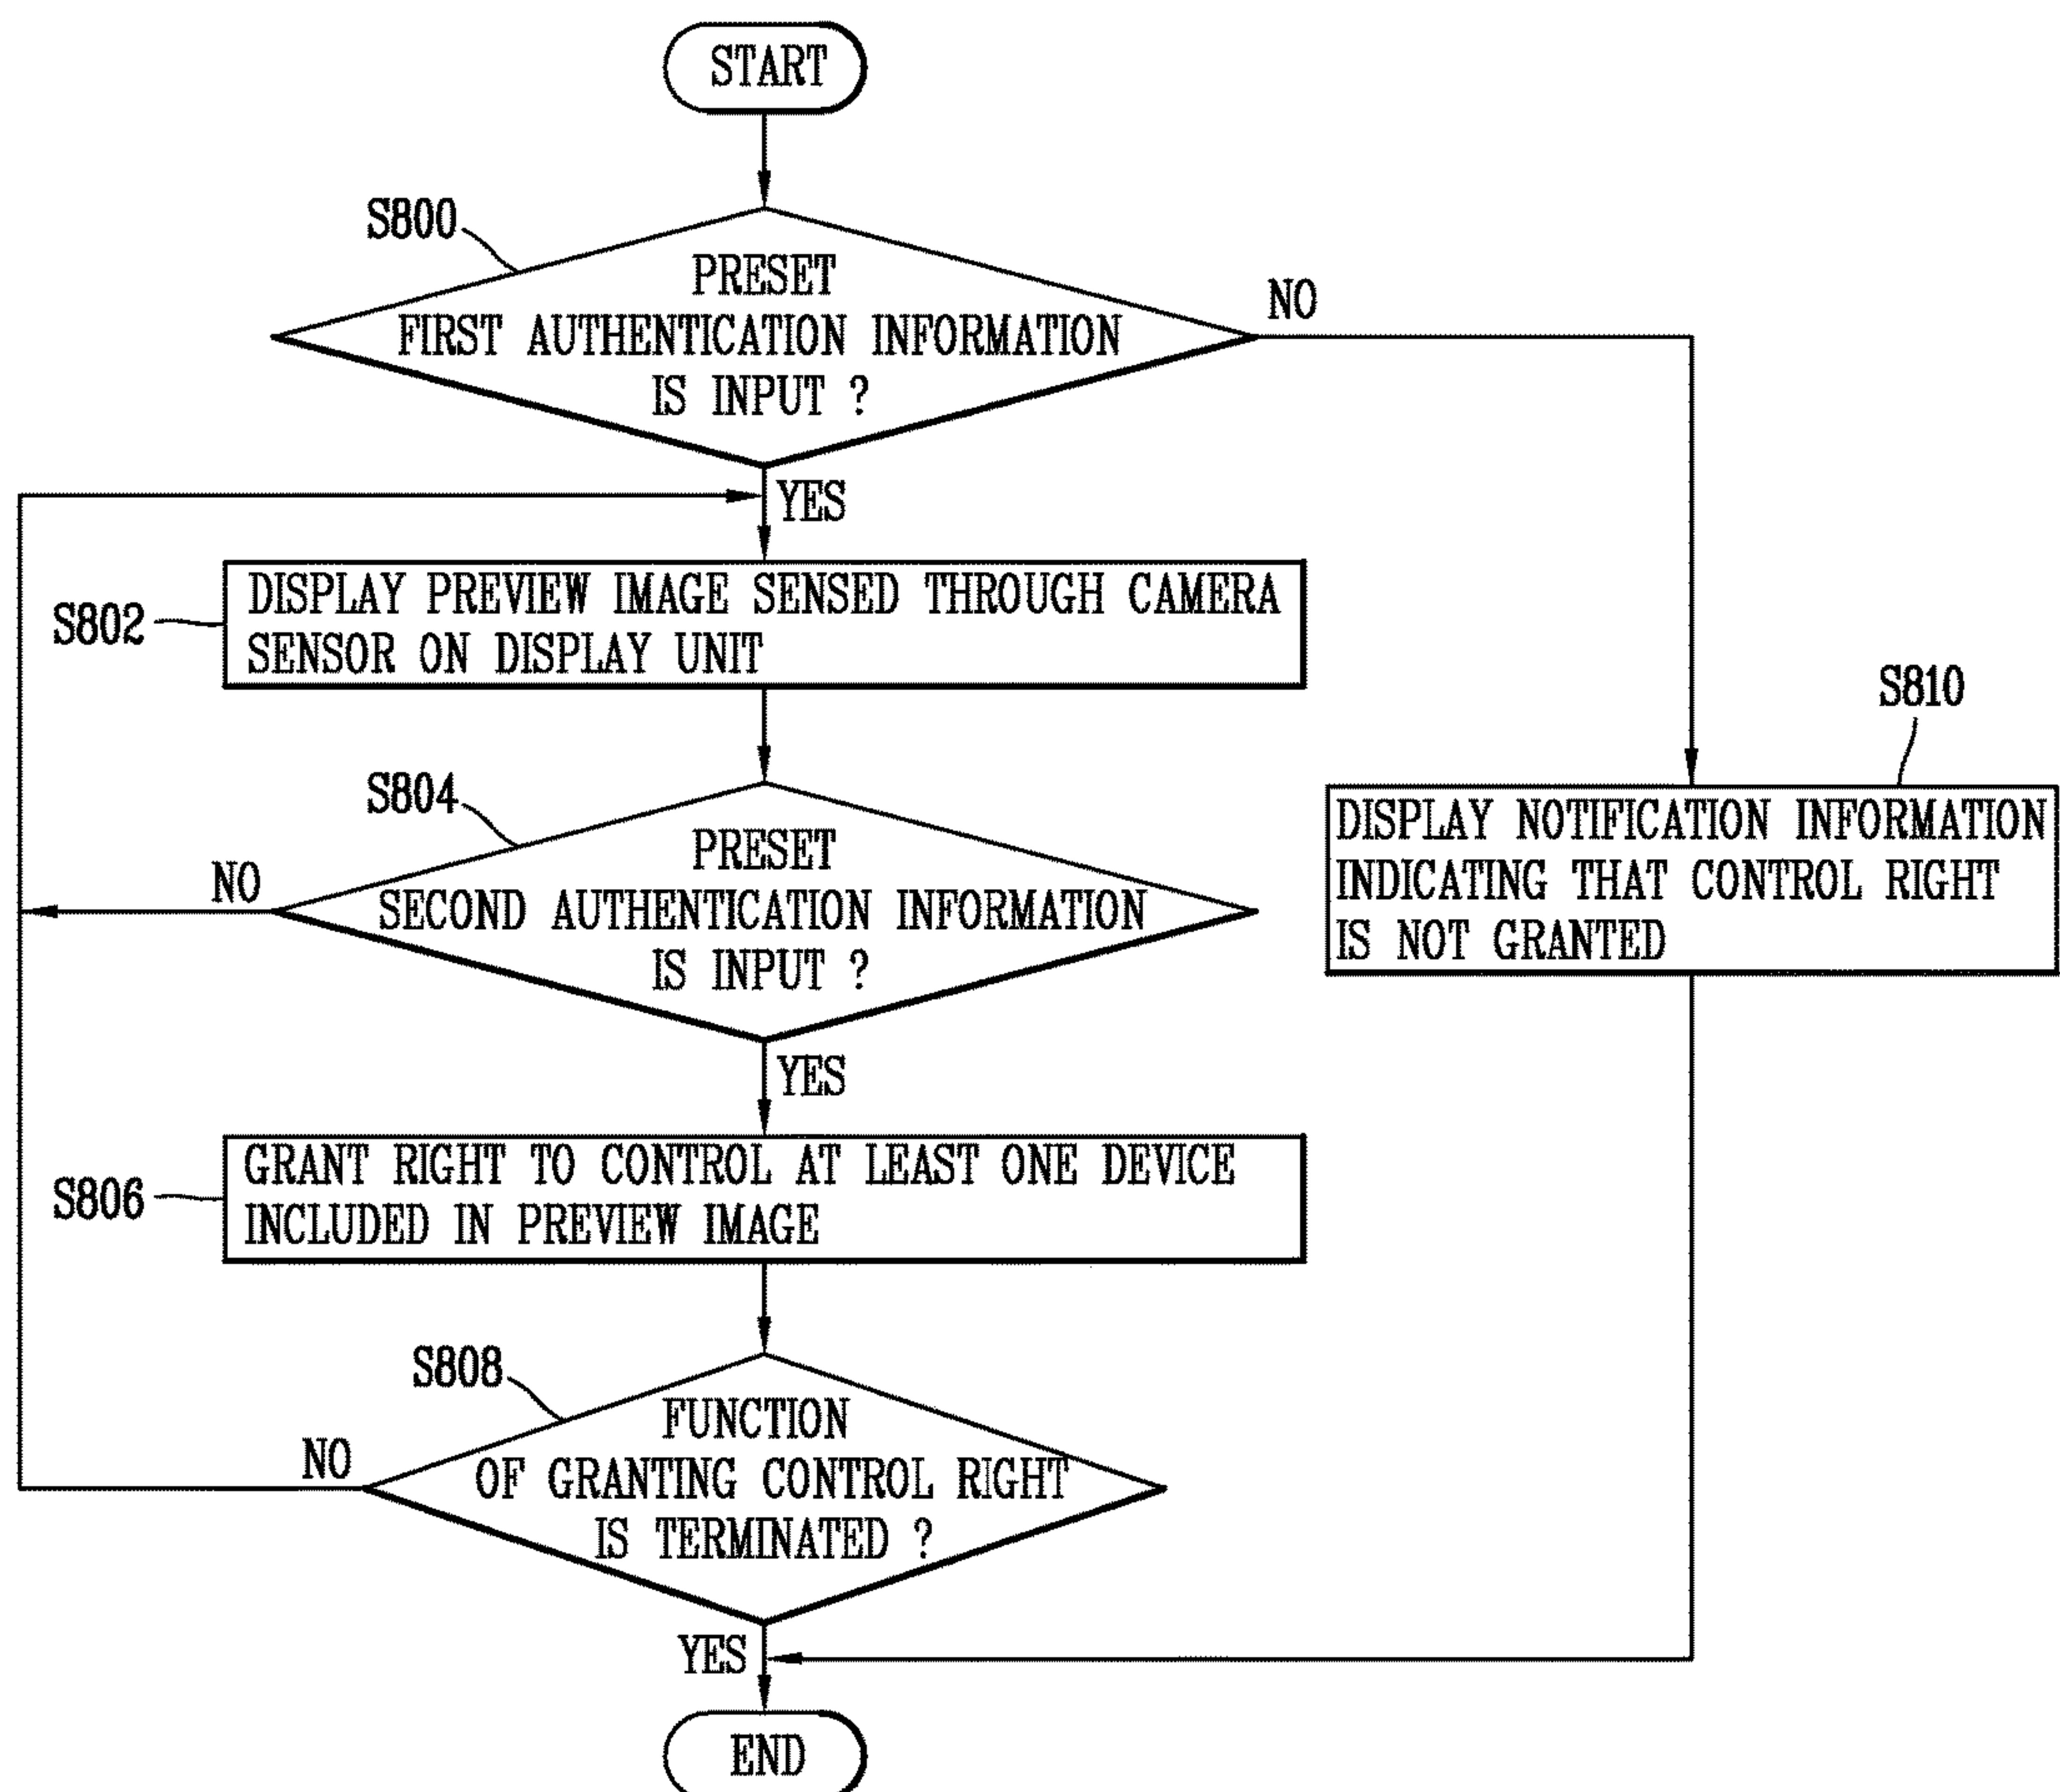 START
S800
PRESET
FIRST AUTHENTICATION INFORMATION
IS INPUT ?
NO
YES
S802
DISPLAY PREVIEW IMAGE SENSED THROUGH CAMERA
SENSOR ON DISPLAY UNIT
S804
PRESET
SECOND AUTHENTICATION INFORMATION
IS INPUT ?
NO
YES
S810
DISPLAY NOTIFICATION INFORMATION
INDICATING THAT CONTROL RIGHT
IS NOT GRANTED
S806
GRANT RIGHT TO CONTROL AT LEAST ONE DEVICE
INCLUDED IN PREVIEW IMAGE
S808
FUNCTION
OF GRANTING CONTROL RIGHT
IS TERMINATED ?
NO
YES
END